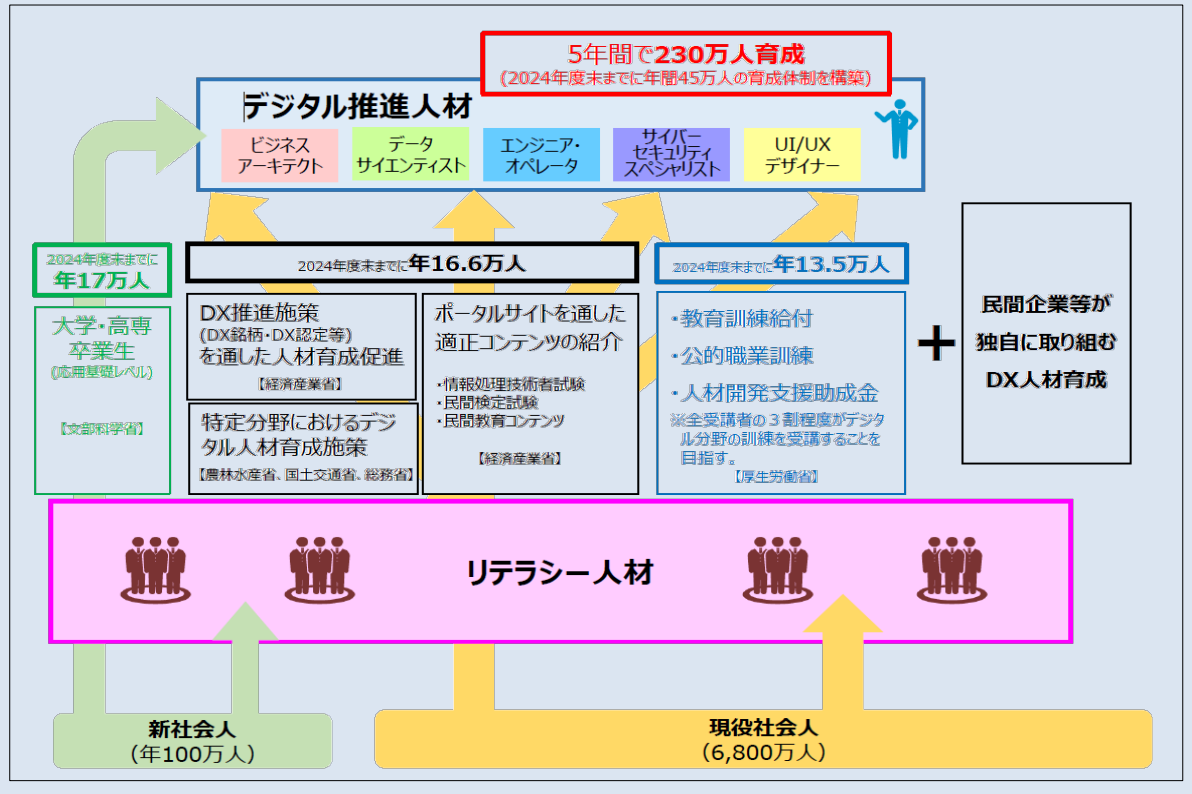 5年間で230万人育成
(2024年度末までに年間45万人の育成体制を構築)
デジタル推進人材
ビジネス
アーキテクト
データ
サイエンティスト
エンジニア・
オペレータ
サイバー
セキュリティ
スペシャリスト
UI/UX
デザイナー
2024年度末までに
年17万人
大学・高専
卒業生
(応用基礎レベル)
【文部科学省】
2024年度末までに年16.6万人
DX推進施策
(DX銘柄・DX認定等)
を通した人材育成促進
【経済産業省】
特定分野におけるデジ
タル人材育成施策
【農林水産省、国土交通省、総務省】
ポータルサイトを通した
適正コンテンツの紹介
・情報処理技術者試験
・民間検定試験
・民間教育コンテンツ
【経済産業省】
2024年度末までに年13.5万人
・教育訓練給付
・公的職業訓練
・人材開発支援助成金
※全受講者の３割程度がデジタ
ル分野の訓練を受講することを
目指す。
【厚生労働省】
+
民間企業等が
独自に取り組む
DX人材育成
リテラシー人材
新社会人
(年100万人)
現役社会人
(6,800万人)